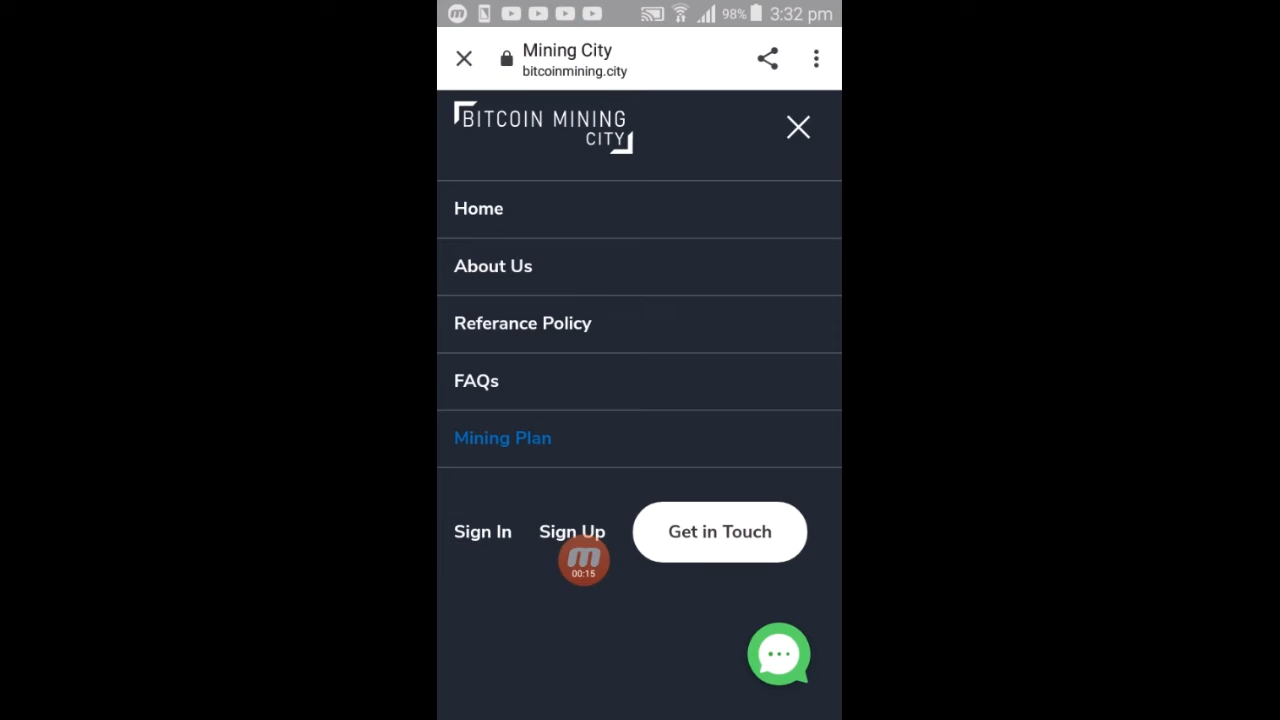 98% 3:32 pm
Mining City
bitcoinmining.city
BITCOIN MINING
CITY
Home
About Us
Referance Policy
FAQs
Mining Plan
Sign In Sign Up Get in Touch
m
00:15